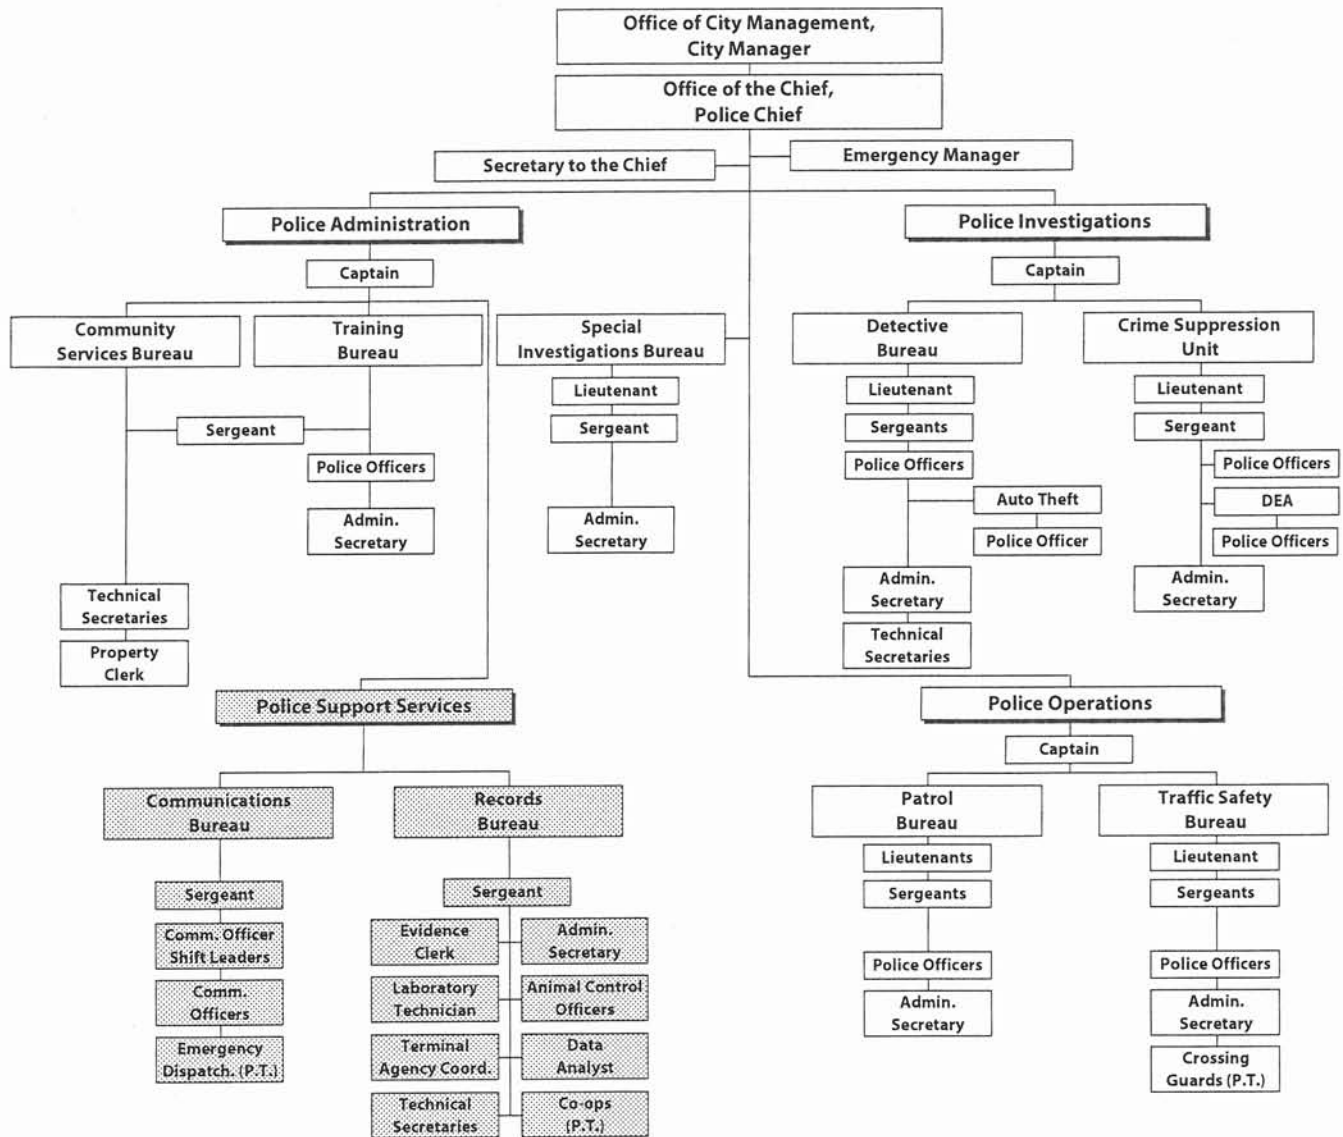 Office of City Management,
City Manager
Office of the Chief,
Police Chief
Secretary to the Chief
Emergency Manager
Police Administration
Captain
Community
Services Bureau
Training
Bureau
Sergeant
Police Officers
Admin.
Secretary
Technical
Secretaries
Property
Clerk
Special
Investigations Bureau
Lieutenant
Sergeant
Admin.
Secretary
Police Investigations
Captain
Detective
Bureau
Lieutenant
Sergeants
Police Officers
Auto Theft
Police Officer
Admin.
Secretary
Technical
Secretaries
Crime Suppression
Unit
Lieutenant
Sergeant
Police Officers
DEA
Police Officers
Admin.
Secretary
Police Support Services
Communications
Bureau
Sergeant
Comm. Officer
Shift Leaders
Comm.
Officers
Emergency
Dispatch. (P.T.)
Records
Bureau
Sergeant
Evidence
Clerk
Admin.
Secretary
Laboratory
Technician
Animal Control
Officers
Terminal
Agency Coord.
Data
Analyst
Technical
Secretaries
Co-ops
(P.T.)
Police Operations
Captain
Patrol
Bureau
Lieutenants
Sergeants
Police Officers
Admin.
Secretary
Traffic Safety
Bureau
Lieutenant
Sergeants
Police Officers
Admin.
Secretary
Crossing
Guards (P.T.)